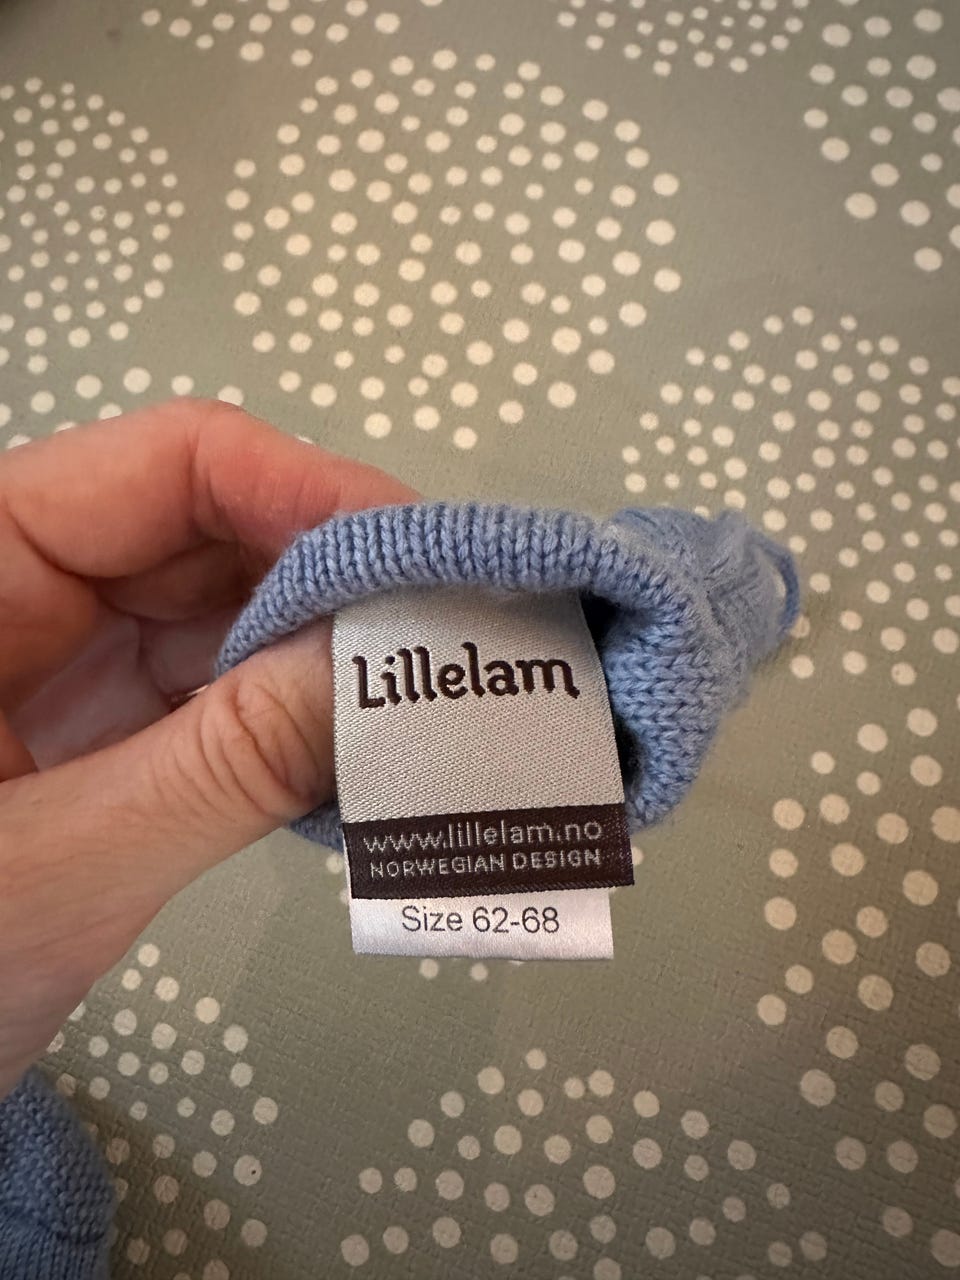 Lillelam
www.lillelam.no
NORWEGIAN DESIGN
Size 62-68